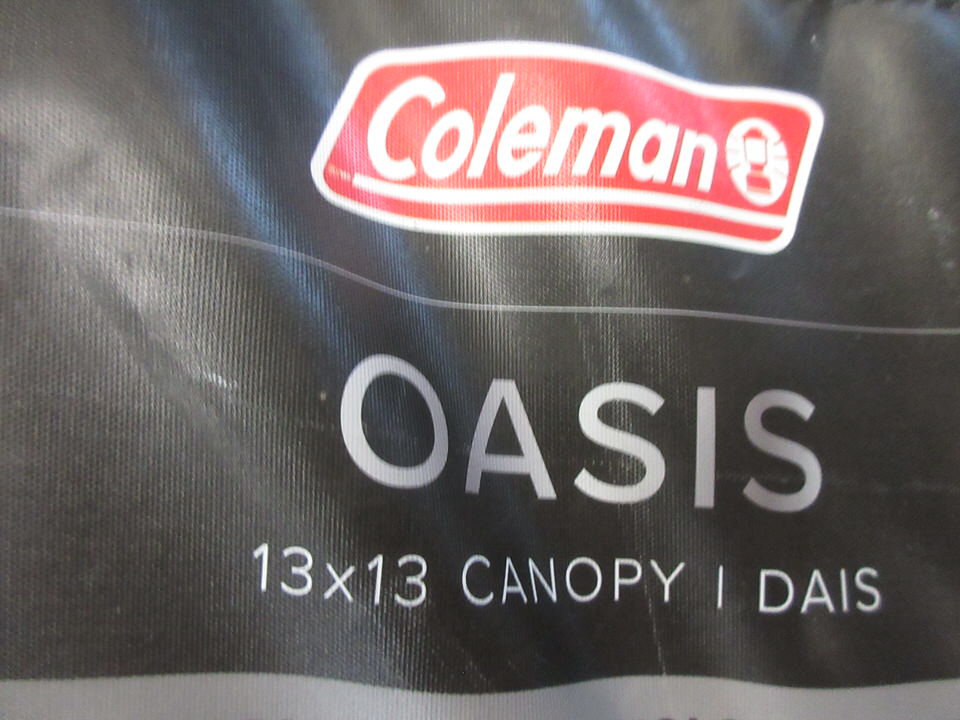 Coleman
OASIS
13x13 CANOPY | DAIS